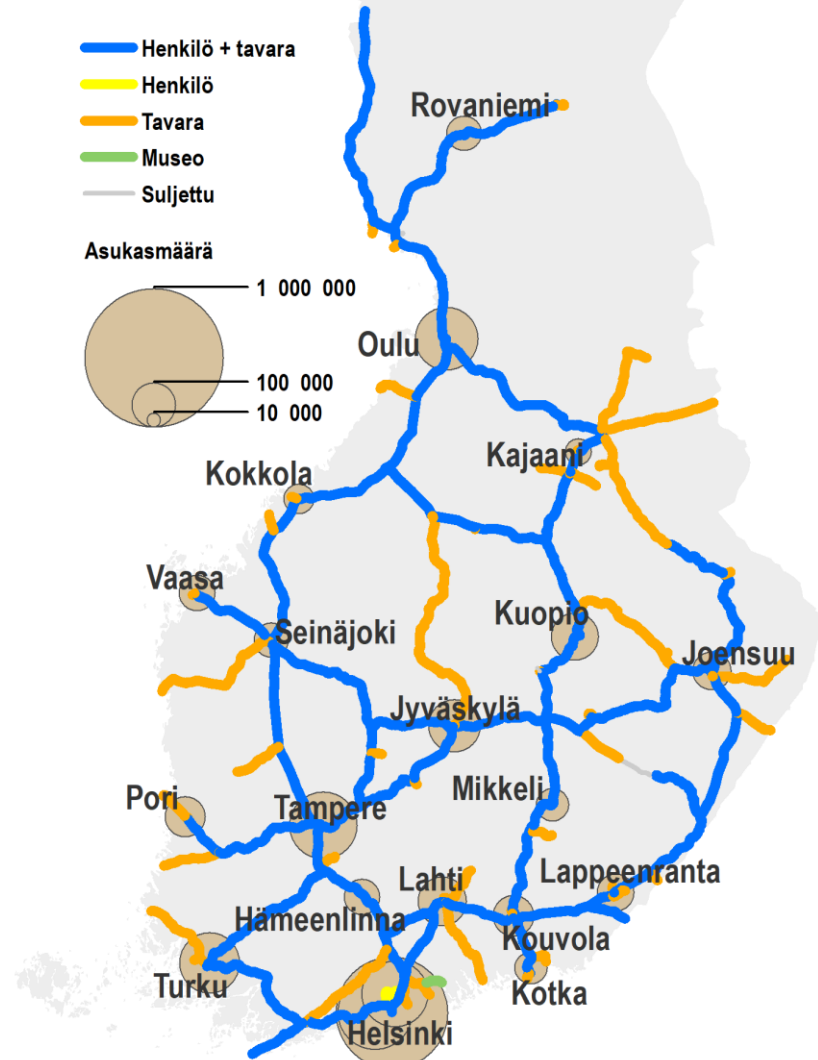 Henkilö + tavara
Henkilö
Tavara
Museo
Suljettu
Asukasmäärä
1 000 000
100 000
10 000
Rovaniemi
Oulu
Kajaani
Kokkola
Vaasa
Seinäjoki
Kuopio
Joensuu
Jyväskylä
Mikkeli
Pori
Tampere
Lappeenranta
Lahti
Hämeenlinna
Kouvola
Turku
Kotka
Helsinki